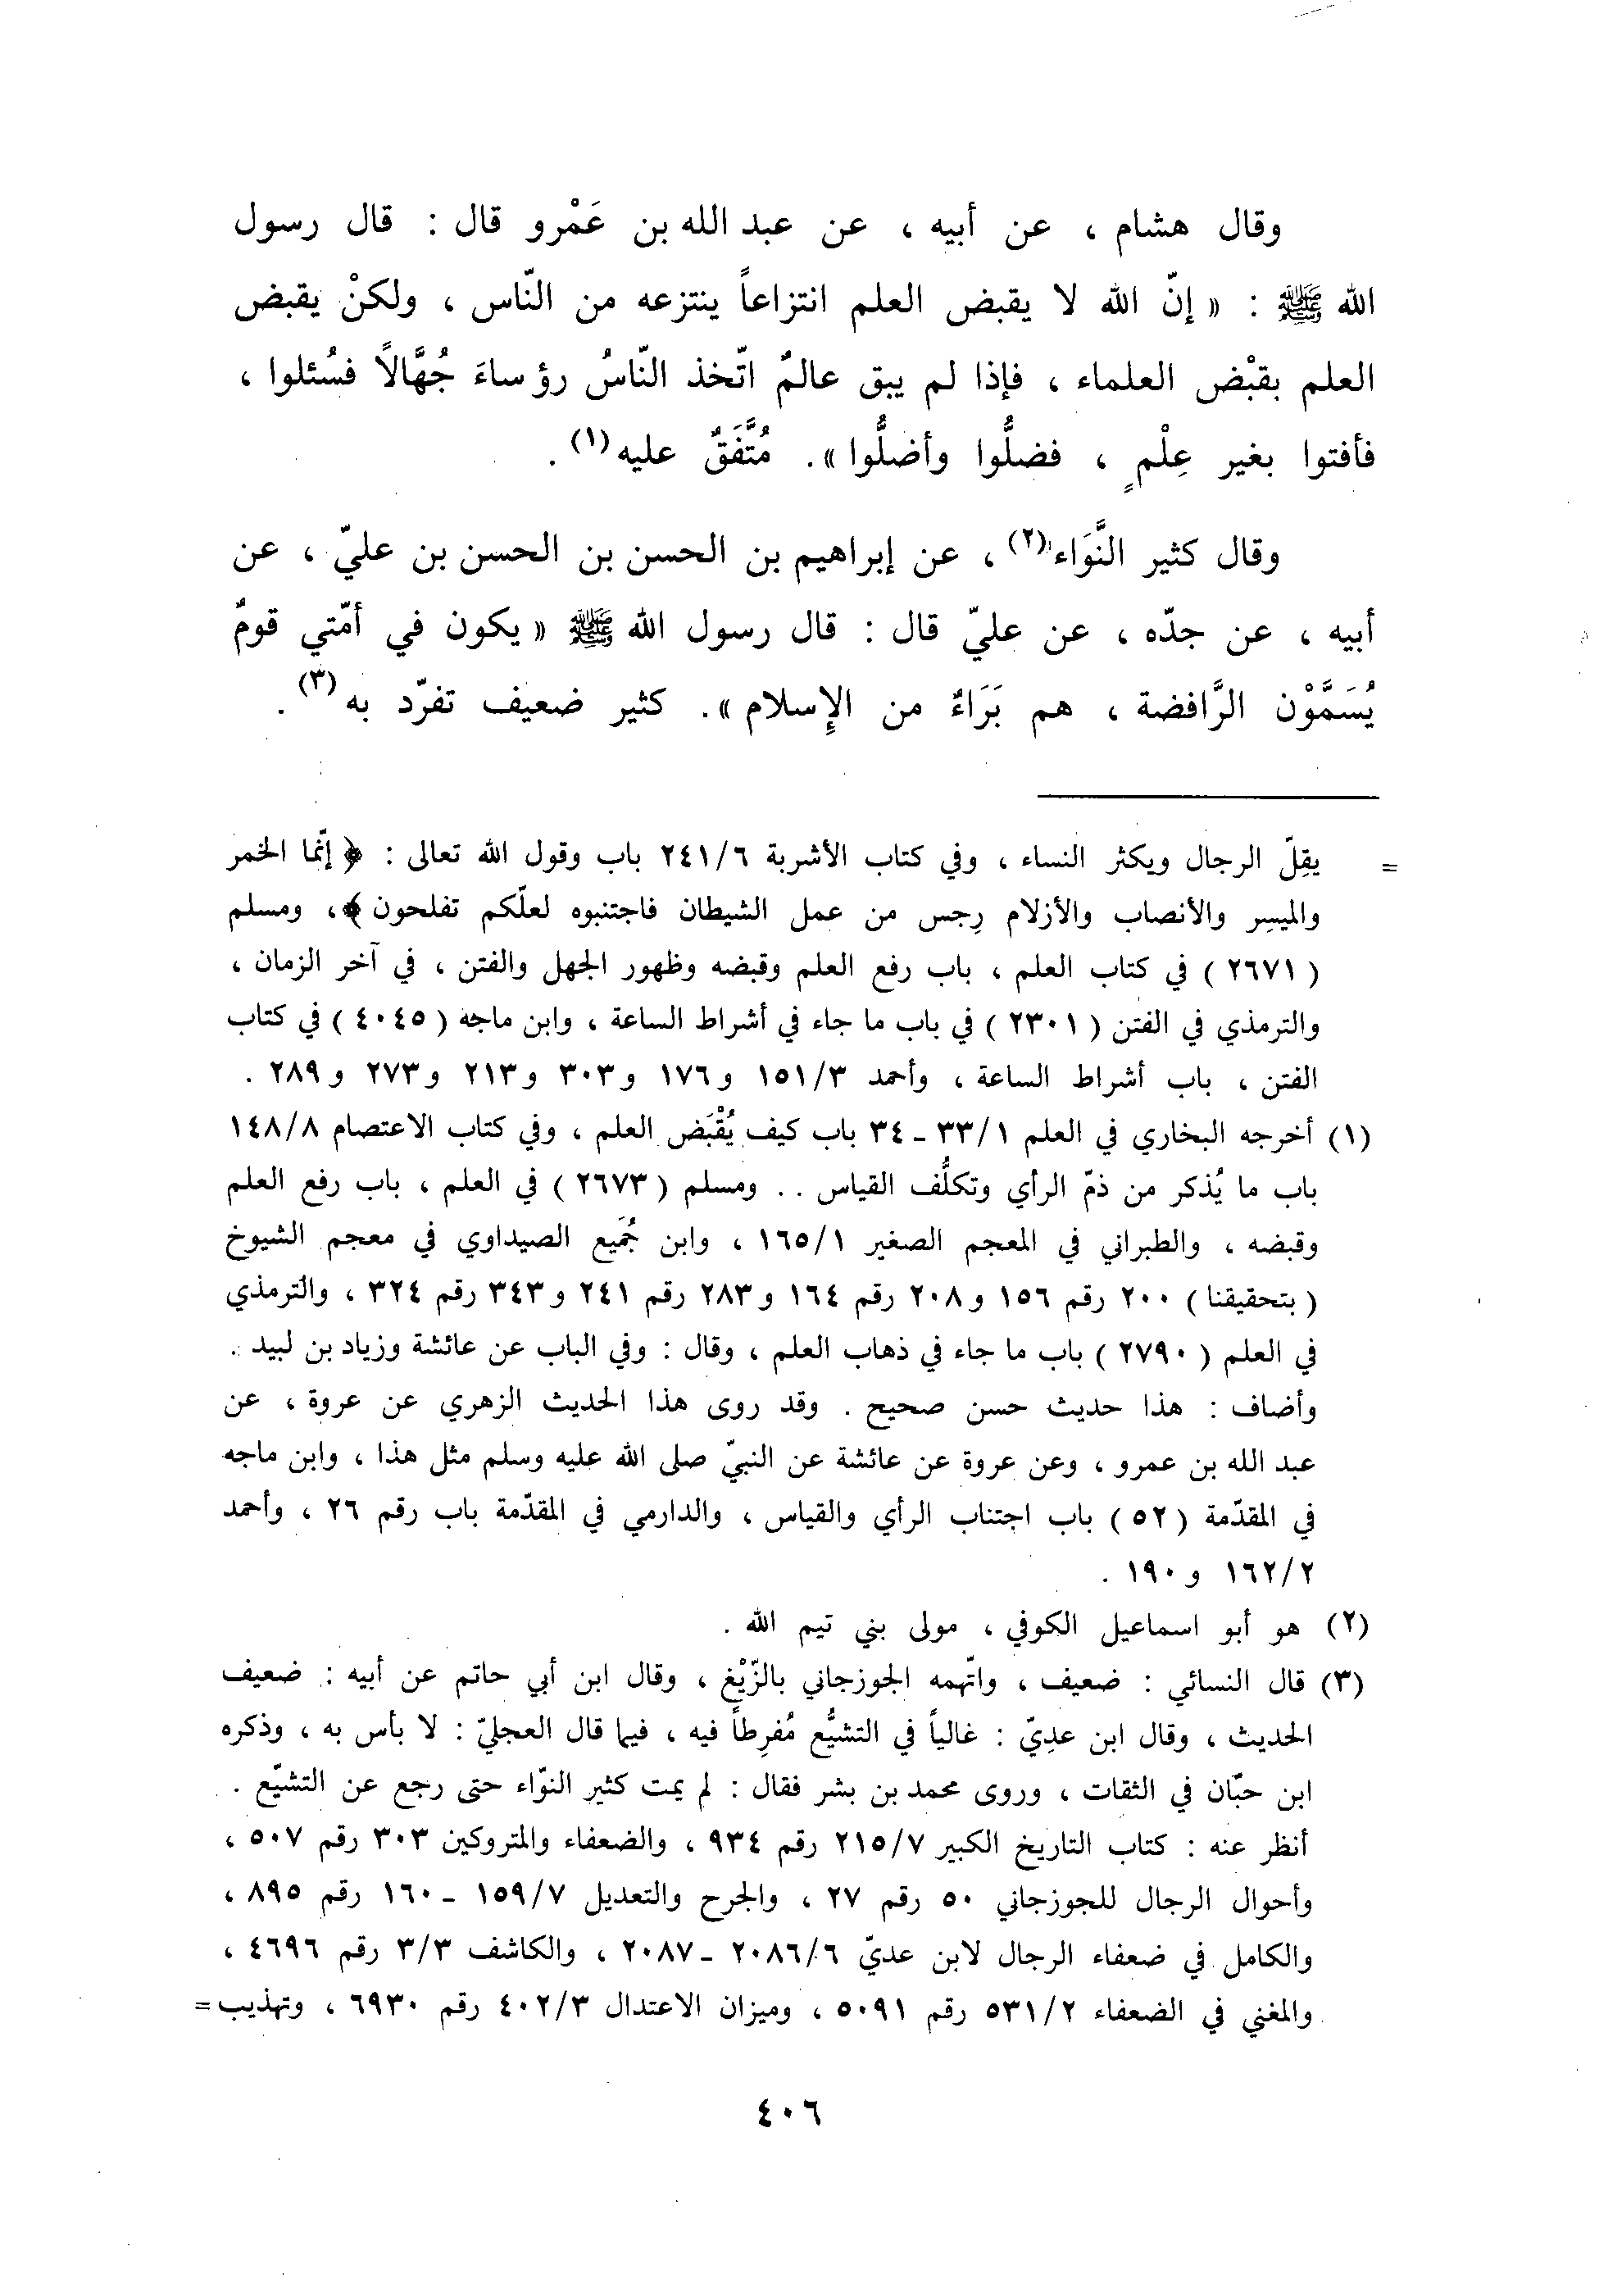 وقال هشام ، عن أبيه ، عن عبد الله بن عَمْرو قال : قال رسول
الله ﷺ : « إنّ الله لا يقبض العلم انتزاعاً ينتزعه من النّاس ، ولكنْ يقبض
العلم بقبْض العلماء ، فإذا لم يبق عالمٌ اتّخذ النّاسُ رؤساءَ جُهَّالاً فسُئلوا ،
فأفتوا بغير عِلْمٍ ، فضلُّوا وأضلُّوا ». مُتَّفَقٌ عليه (١) .
وقال كثير النَّوَاء (٢) ، عن إبراهيم بن الحسن بن الحسن بن عليّ ، عن
أبيه ، عن جدّه ، عن عليّ قال : قال رسول الله ﷺ « يكون في أمّتي قومٌ
يُسَمَّوْن الرَّافضة ، هم بَرَاءٌ من الإسلام ». كثير ضعيف تفرّد به (٣) .
= يقِلّ الرجال ويكثر النساء ، وفي كتاب الأشربة ٢٤١/٦ باب وقول الله تعالى : ﴿ إنّما الخمر
والميسِر والأنصاب والأزلام رِجس من عمل الشيطان فاجتنبوه لعلّكم تفلحون ﴾، ومسلم
( ٢٦٧١ ) في كتاب العلم ، باب رفع العلم وقبضه وظهور الجهل والفتن ، في آخر الزمان ،
والترمذي في الفتن ( ٢٣٠١ ) في باب ما جاء في أشراط الساعة ، وابن ماجه ( ٤٠٤٥ ) في كتاب
الفتن ، باب أشراط الساعة ، وأحمد ١٥١/٣ و١٧٦ و٣٠٣ و٢١٣ و٢٧٣ و٢٨٩ .
(١) أخرجه البخاري في العلم ٣٣/١ ـ ٣٤ باب كيف يُقْبَض العلم ، وفي كتاب الاعتصام ١٤٨/٨
باب ما يُذكر من ذمّ الرأي وتكلُّف القياس .. ومسلم ( ٢٦٧٣ ) في العلم ، باب رفع العلم
وقبضه ، والطبراني في المعجم الصغير ١٦٥/١ ، وابن جُمَيع الصيداوي في معجم الشيوخ
( بتحقيقنا ) ٢٠٠ رقم ١٥٦ و٢٠٨ رقم ١٦٤ و٢٨٣ رقم ٢٤١ و٣٤٣ رقم ٣٢٤ ، والترمذي
في العلم ( ٢٧٩٠ ) باب ما جاء في ذهاب العلم ، وقال : وفي الباب عن عائشة وزياد بن لبيد .
وأضاف : هذا حديث حسن صحيح . وقد روى هذا الحديث الزهري عن عروة ، عن
عبد الله بن عمرو ، وعن عروة عن عائشة عن النبيّ صلى الله عليه وسلم مثل هذا ، وابن ماجه
في المقدّمة ( ٥٢ ) باب اجتناب الرأي والقياس ، والدارمي في المقدّمة باب رقم ٢٦ ، وأحمد
١٦٢/٢ و١٩٠ .
(٢) هو أبو اسماعيل الكوفي ، مولى بني تيم الله .
(٣) قال النسائي : ضعيف ، واتّهمه الجوزجاني بالزّيْغ ، وقال ابن أبي حاتم عن أبيه : ضعيف
الحديث ، وقال ابن عدِيّ : غالياً في التشيُّع مُفرِطاً فيه ، فيما قال العجليّ : لا بأس به ، وذكره
ابن حبّان في الثقات ، وروى محمد بن بشر فقال : لم يمت كثير النوّاء حتى رجع عن التشيّع .
أنظر عنه : كتاب التاريخ الكبير ٢١٥/٧ رقم ٩٣٤ ، والضعفاء والمتروكين ٣٠٣ رقم ٥٠٧ ،
وأحوال الرجال للجوزجاني ٥٠ رقم ٢٧ ، والجرح والتعديل ١٥٩/٧ ـ ١٦٠ رقم ٨٩٥ ،
والكامل في ضعفاء الرجال لابن عديّ ٢٠٨٦/٦ ـ ٢٠٨٧ ، والكاشف ٣/٣ رقم ٤٦٩٦ ،
والمغني في الضعفاء ٥٣١/٢ رقم ٥٠٩١ ، وميزان الاعتدال ٤٠٢/٣ رقم ٦٩٣٠ ، وتهذيب =
٤٠٦